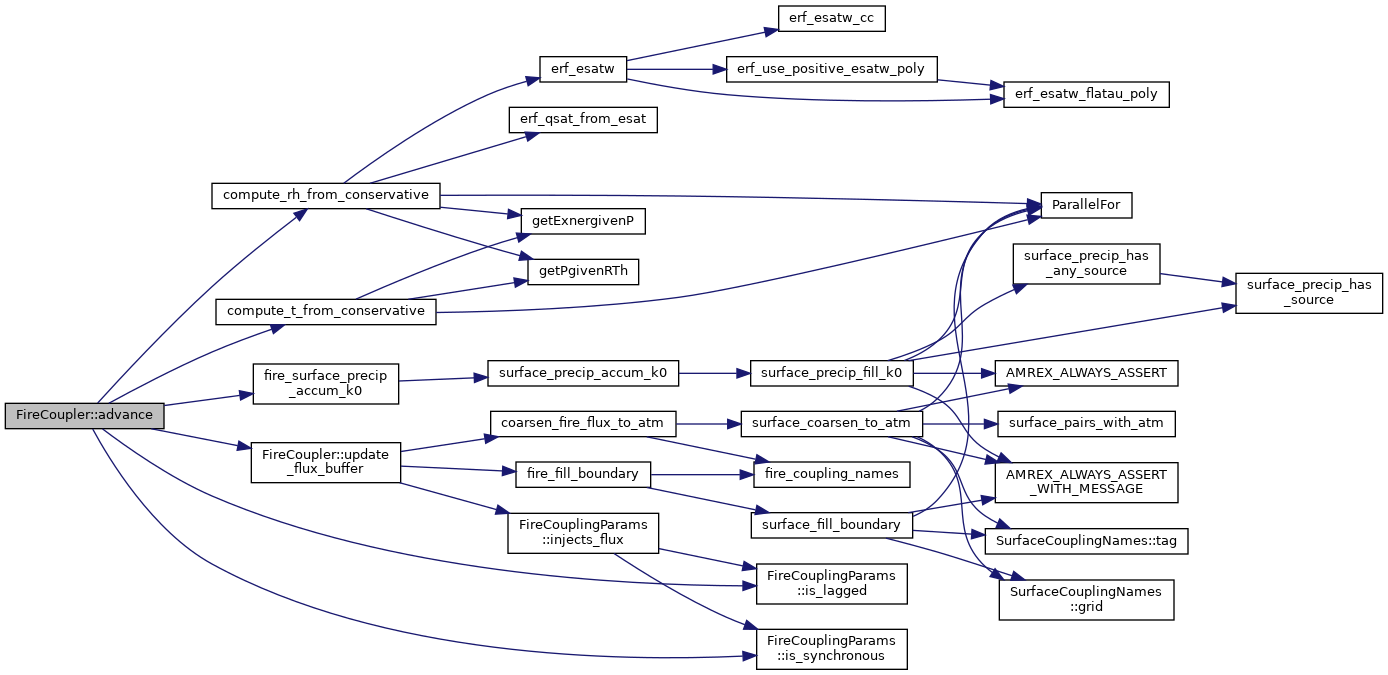 erf_esatw_cc
erf_esatw
erf_use_positive_esatw_poly
erf_esatw_flatau_poly
erf_qsat_from_esat
compute_rh_from_conservative
ParallelFor
getExnergivenP
surface_precip_has
_any_source
getPgivenRTh
surface_precip_has
_source
compute_t_from_conservative
fire_surface_precip
_accum_k0
surface_precip_accum_k0
surface_precip_fill_k0
AMREX_ALWAYS_ASSERT
FireCoupler::advance
coarsen_fire_flux_to_atm
surface_coarsen_to_atm
surface_pairs_with_atm
FireCoupler::update
_flux_buffer
fire_fill_boundary
fire_coupling_names
AMREX_ALWAYS_ASSERT
_WITH_MESSAGE
FireCouplingParams
::injects_flux
surface_fill_boundary
SurfaceCouplingNames::tag
FireCouplingParams
::is_lagged
SurfaceCouplingNames
::grid
FireCouplingParams
::is_synchronous